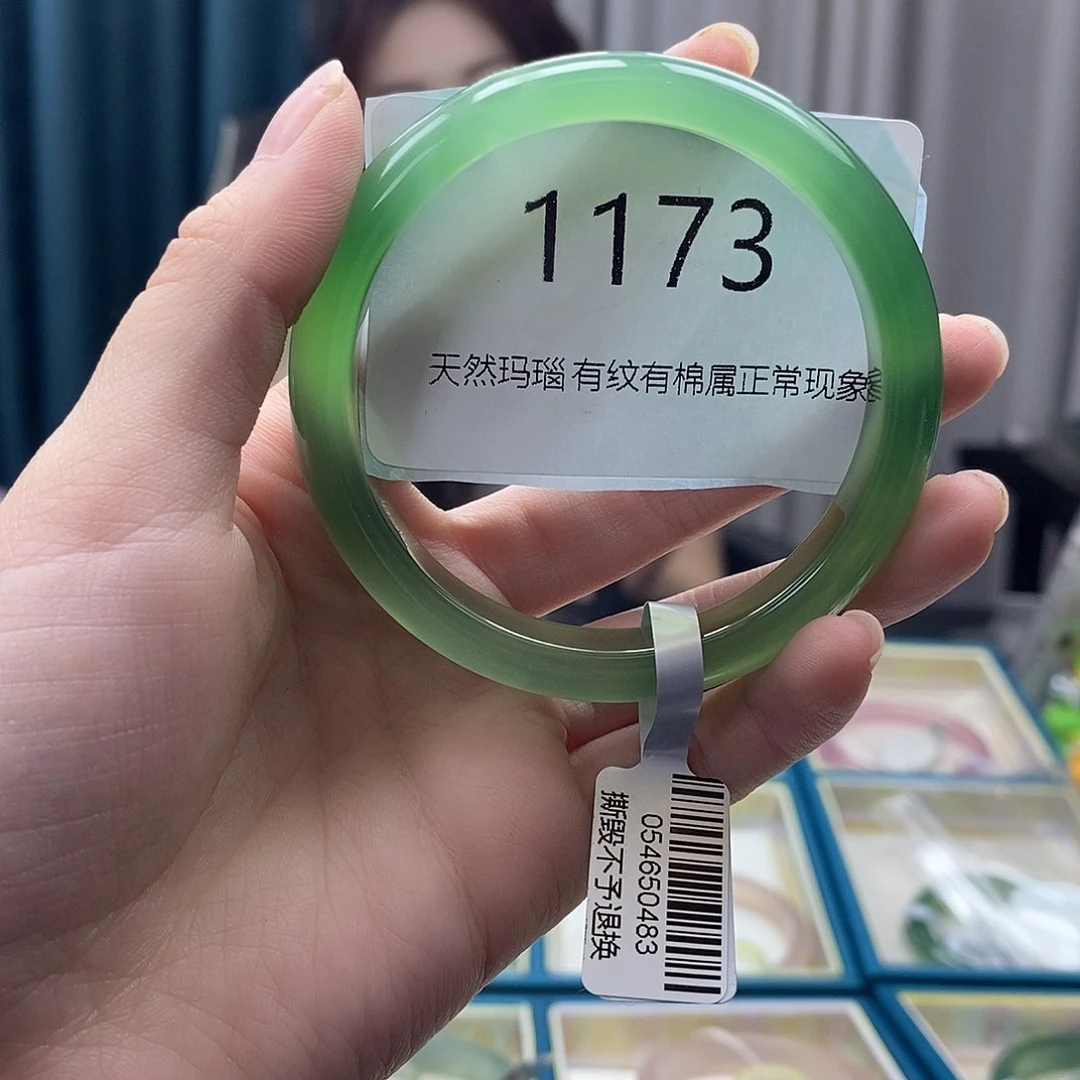 1173
天然玛瑙 有纹有棉属正常现象
054650483
撕毁不予退换